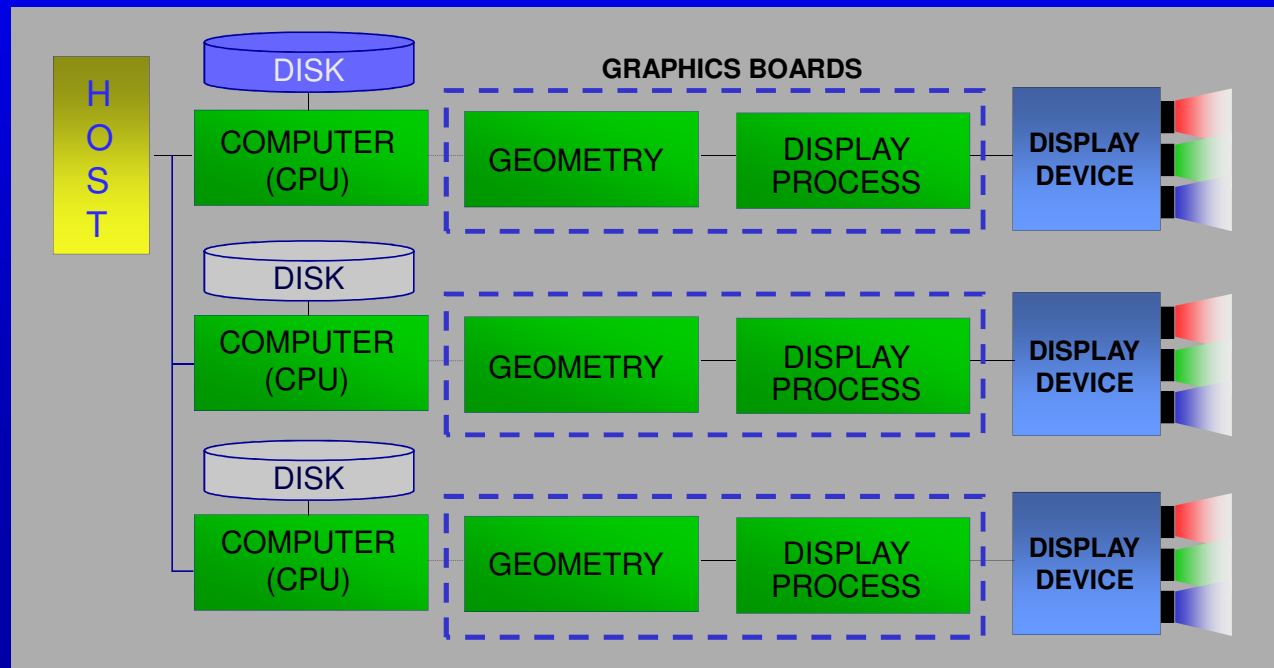 HOST
DISK
GRAPHICS BOARDS
COMPUTER
(CPU)
GEOMETRY
DISPLAY
PROCESS
DISPLAY
DEVICE
DISK
COMPUTER
(CPU)
GEOMETRY
DISPLAY
PROCESS
DISPLAY
DEVICE
DISK
COMPUTER
(CPU)
GEOMETRY
DISPLAY
PROCESS
DISPLAY
DEVICE